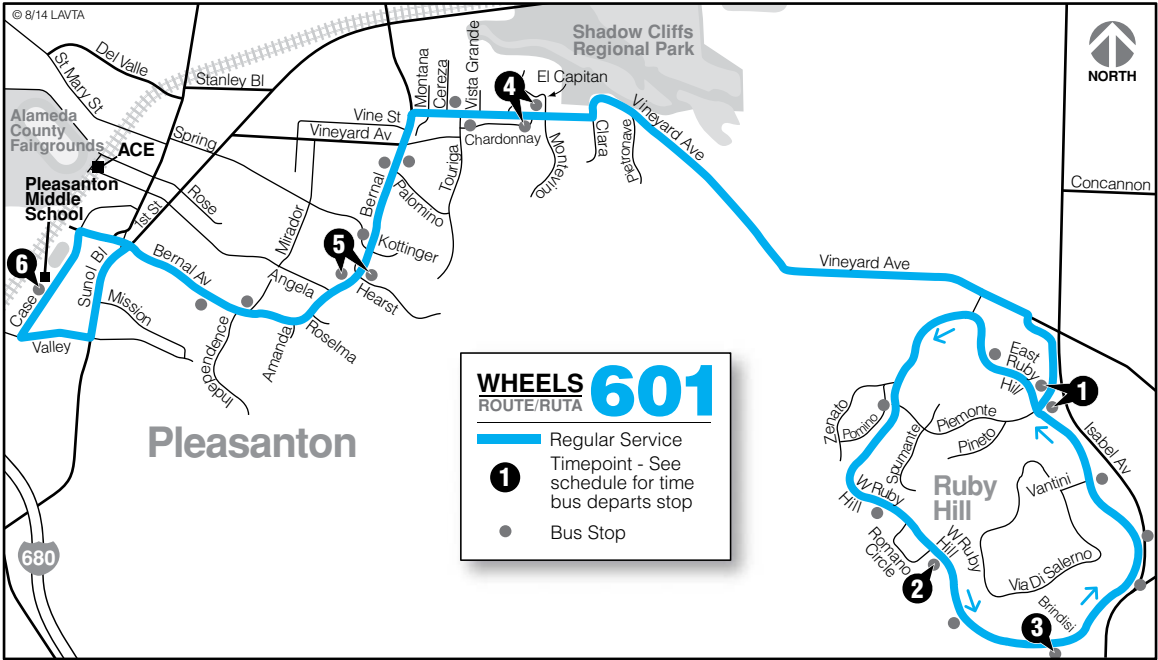 © 8/14 LAVTA
Del Valle
St Mary St
Stanley Bl
Alameda
County
Fairgrounds
ACE
Pleasanton
Middle
School
Spring
Rose
1st St
Vine St
Vineyard Av
Montana
Cereza
Vista Grande
El Capitan
Shadow Cliffs
Regional Park
NORTH
4
Chardonnay
Touriga
Montevino
Clara
Pietronave
Vineyard Ave
Concannon
Vineyard Ave
Bernal
Palomino
Kottinger
Mirador
5
Hearst
Angela
Bernal Av
Sunol Bl
6
Case
Valley
Mission
Independence
Amanda
Roselma
Pleasanton
680
WHEELS
ROUTE/RUTA
601
Regular Service
1
Timepoint - See
schedule for time
bus departs stop
Bus Stop
East
Ruby
Hill
1
Zenato
Pomino
Spumante
Piemonte
Pineto
Isabel Av
Ruby
Hill
Vantini
W Ruby
Hill
Romano
Circle
W Ruby
Hill
Via Di Salerno
2
Brindisi
3